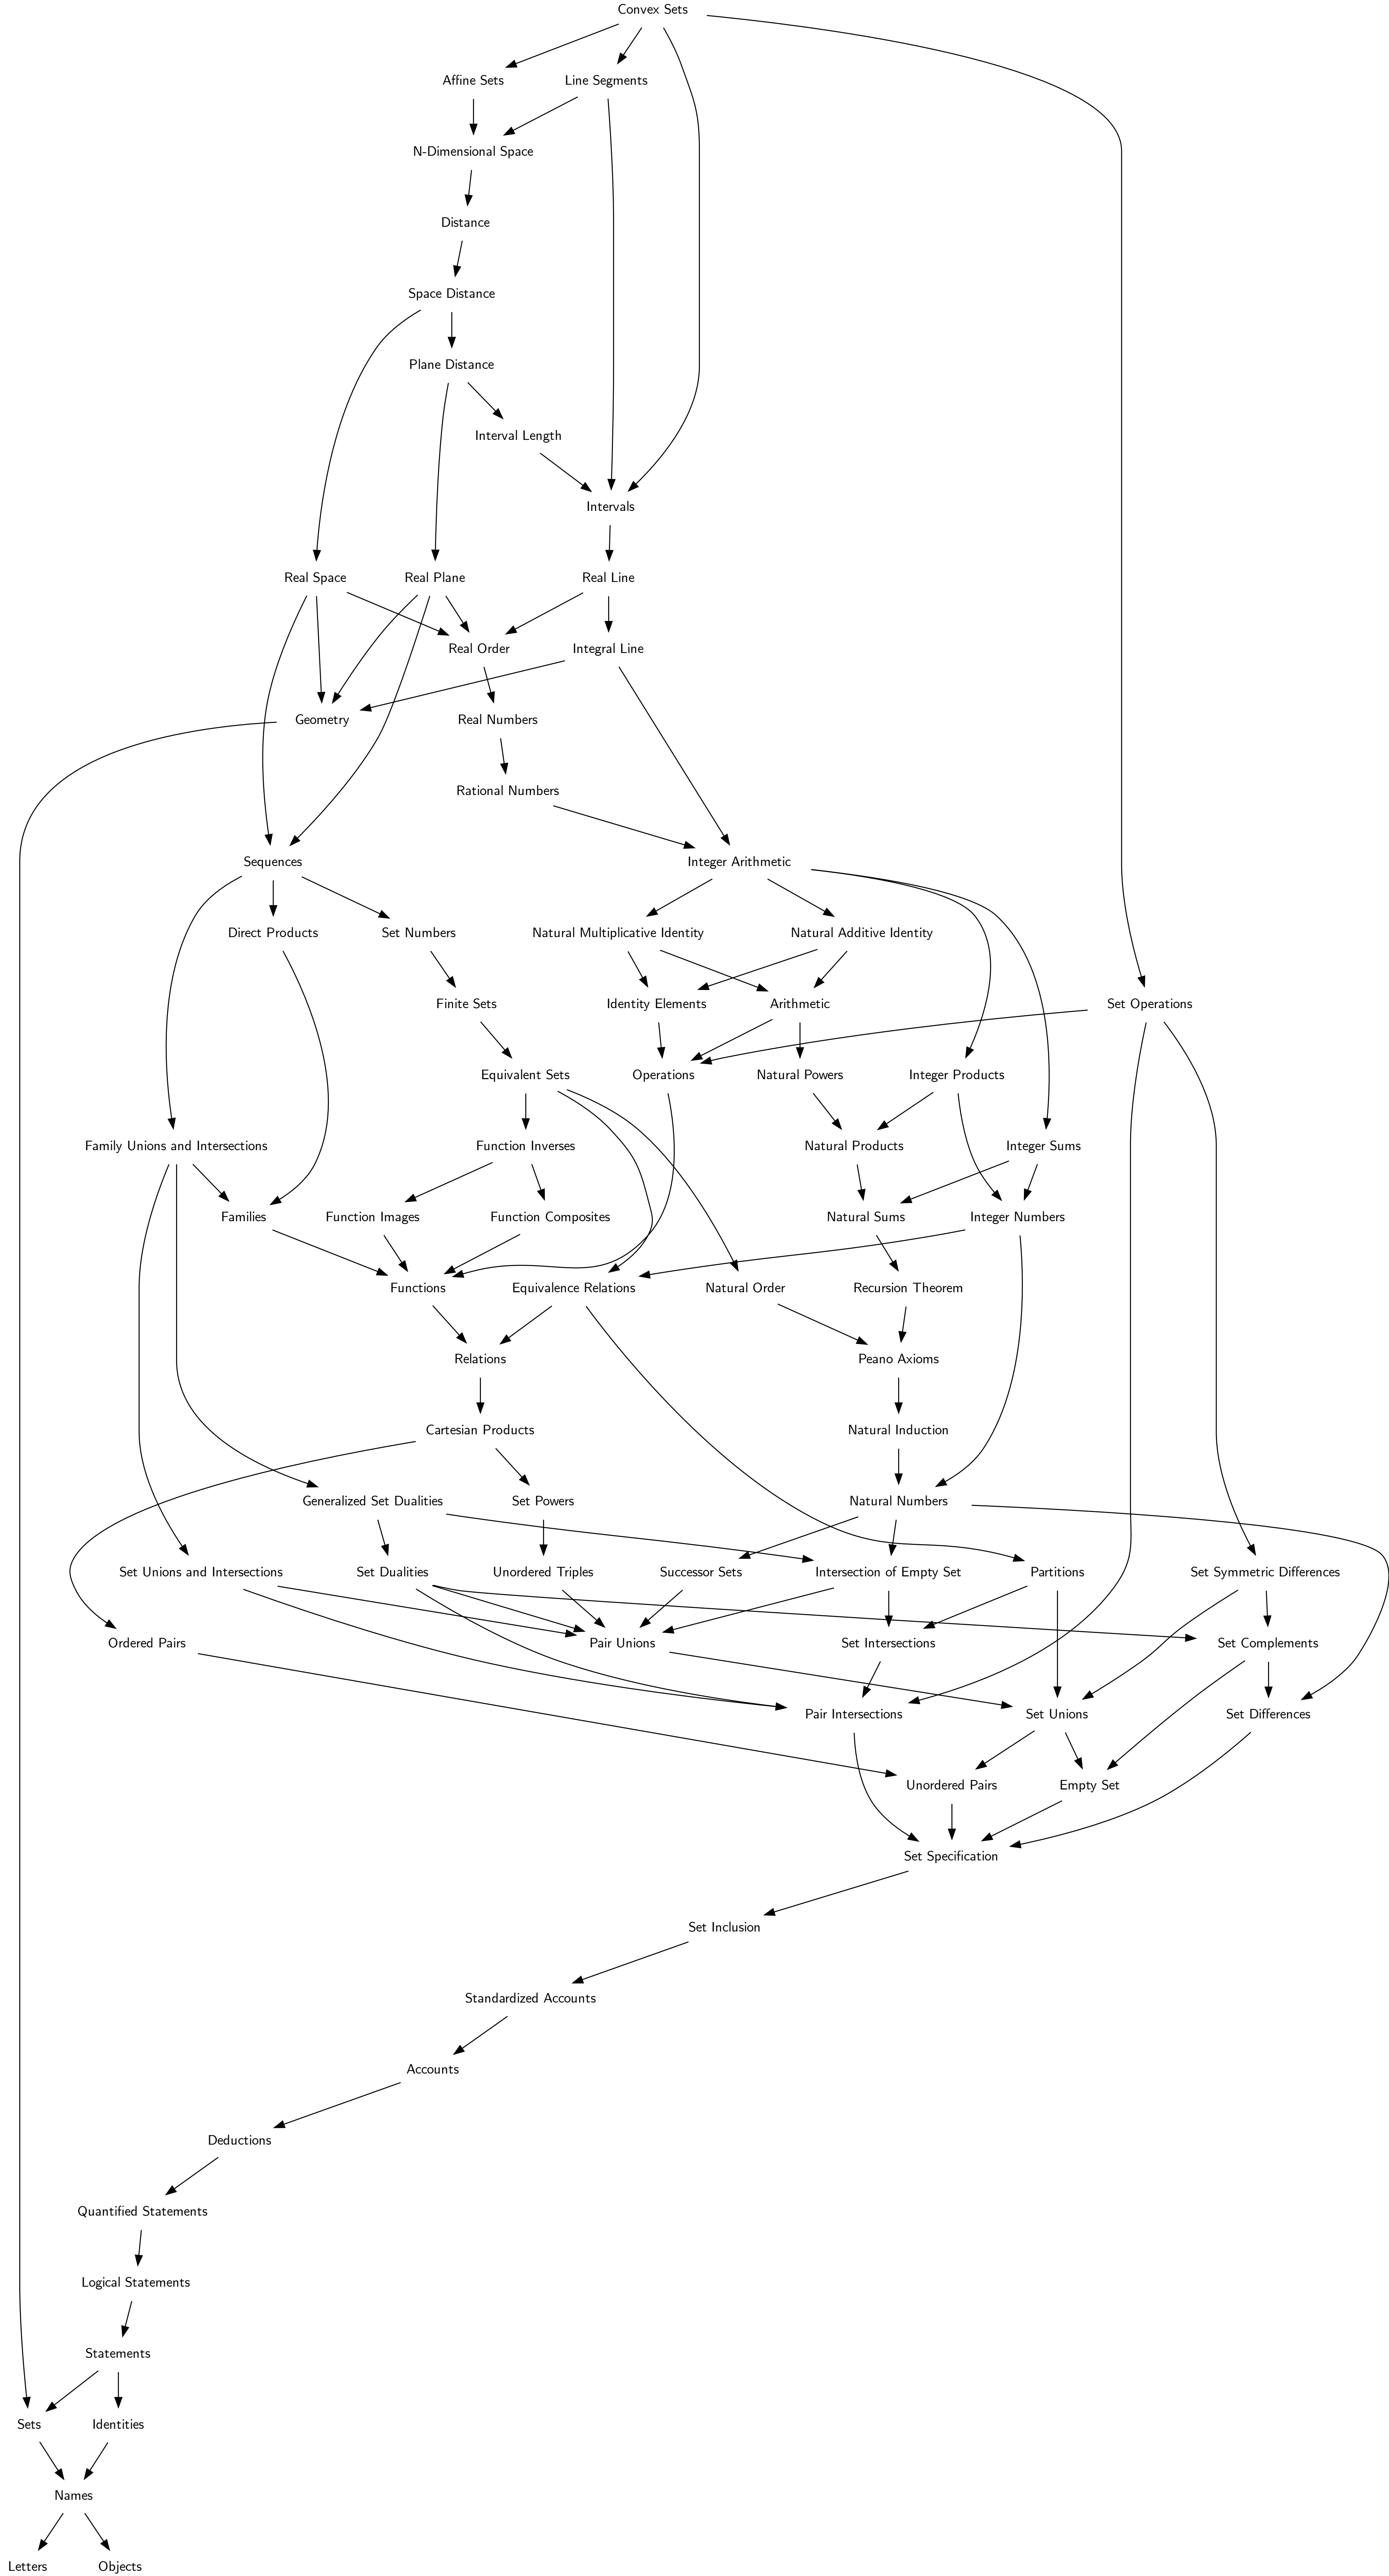 Convex Sets
Affine Sets
Line Segments
N-Dimensional Space
Distance
Space Distance
Plane Distance
Interval Length
Intervals
Real Space
Real Plane
Real Line
Real Order
Integral Line
Geometry
Real Numbers
Rational Numbers
Sequences
Integer Arithmetic
Direct Products
Set Numbers
Natural Multiplicative Identity
Natural Additive Identity
Finite Sets
Identity Elements
Arithmetic
Set Operations
Equivalent Sets
Operations
Natural Powers
Integer Products
Family Unions and Intersections
Function Inverses
Natural Products
Integer Sums
Families
Function Images
Function Composites
Natural Sums
Integer Numbers
Functions
Equivalence Relations
Natural Order
Recursion Theorem
Relations
Peano Axioms
Cartesian Products
Natural Induction
Generalized Set Dualities
Set Powers
Natural Numbers
Set Unions and Intersections
Set Dualities
Unordered Triples
Successor Sets
Intersection of Empty Set
Partitions
Set Symmetric Differences
Ordered Pairs
Pair Unions
Set Intersections
Set Complements
Pair Intersections
Set Unions
Set Differences
Unordered Pairs
Empty Set
Set Specification
Set Inclusion
Standardized Accounts
Accounts
Deductions
Quantified Statements
Logical Statements
Statements
Sets
Identities
Names
Letters
Objects